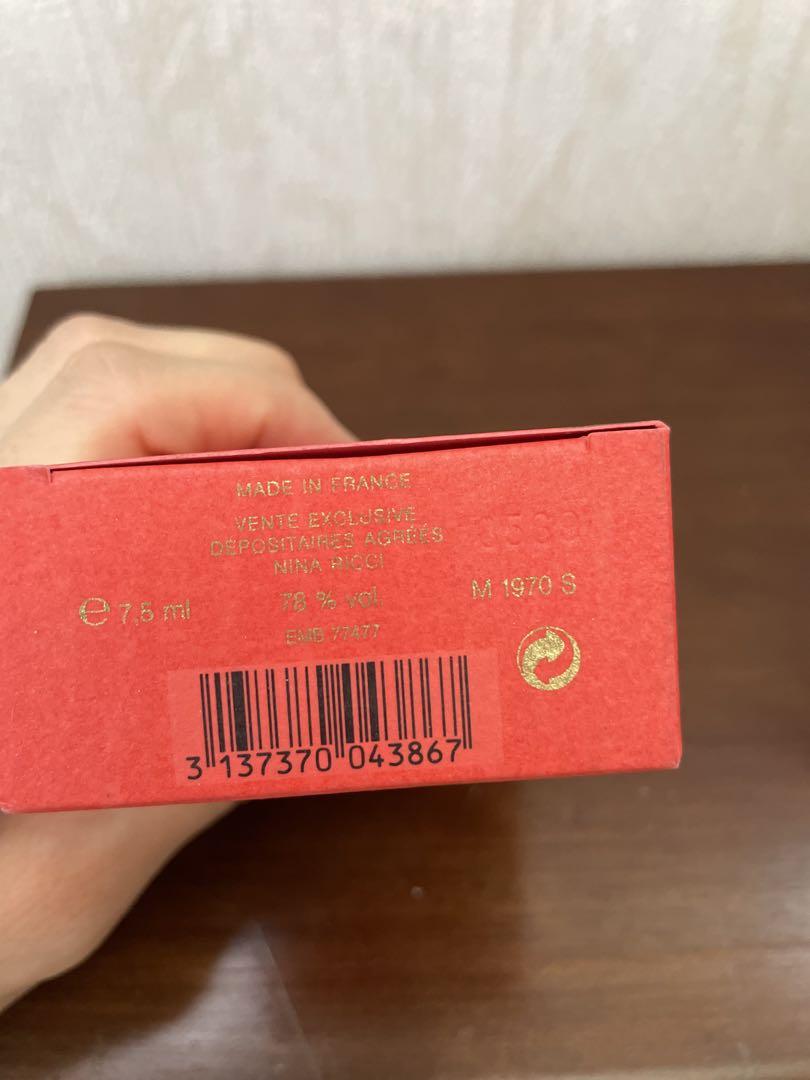 MADE IN FRANCE
VENTE EXCLUSIVE
DÉPOSITAIRES AGRÉÉS
NINA RICCI
℮ 7,5 ml
78 % vol.
M 1970 S
EMB 77477
3 137370 043867